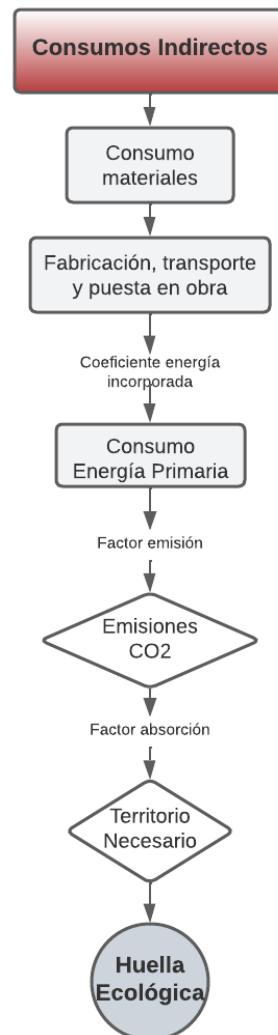 Consumos Indirectos
Consumo
materiales
Fabricación, transporte
y puesta en obra
Coeficiente energía
incorporada
Consumo
Energía Primaria
Factor emisión
Emisiones
CO2
Factor absorción
Territorio
Necesario
Huella
Ecológica